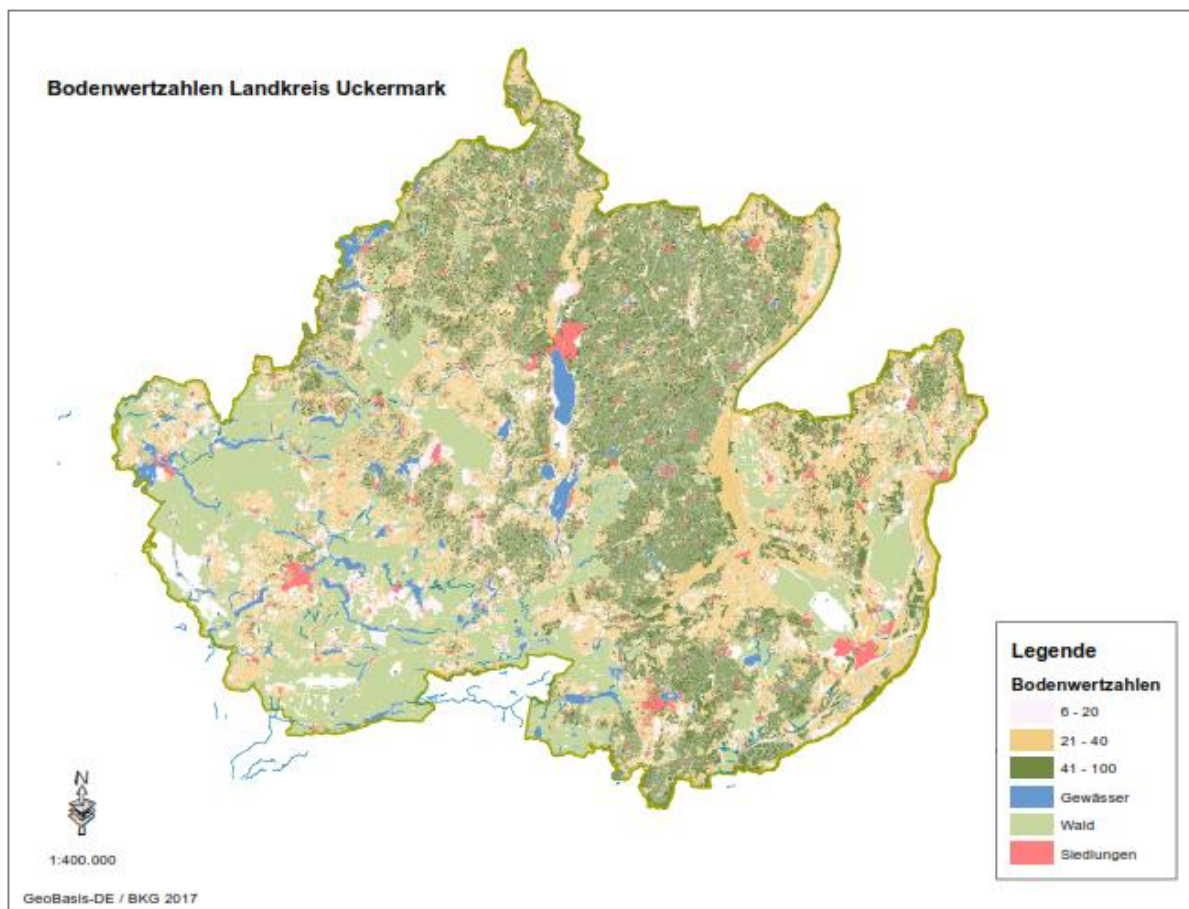 Bodenwertzahlen Landkreis Uckermark
Legende
Bodenwertzahlen
6 - 20
21 - 40
41 - 100
Gewässer
Wald
Siedlungen
N
1:400.000
GeoBasis-DE / BKG 2017